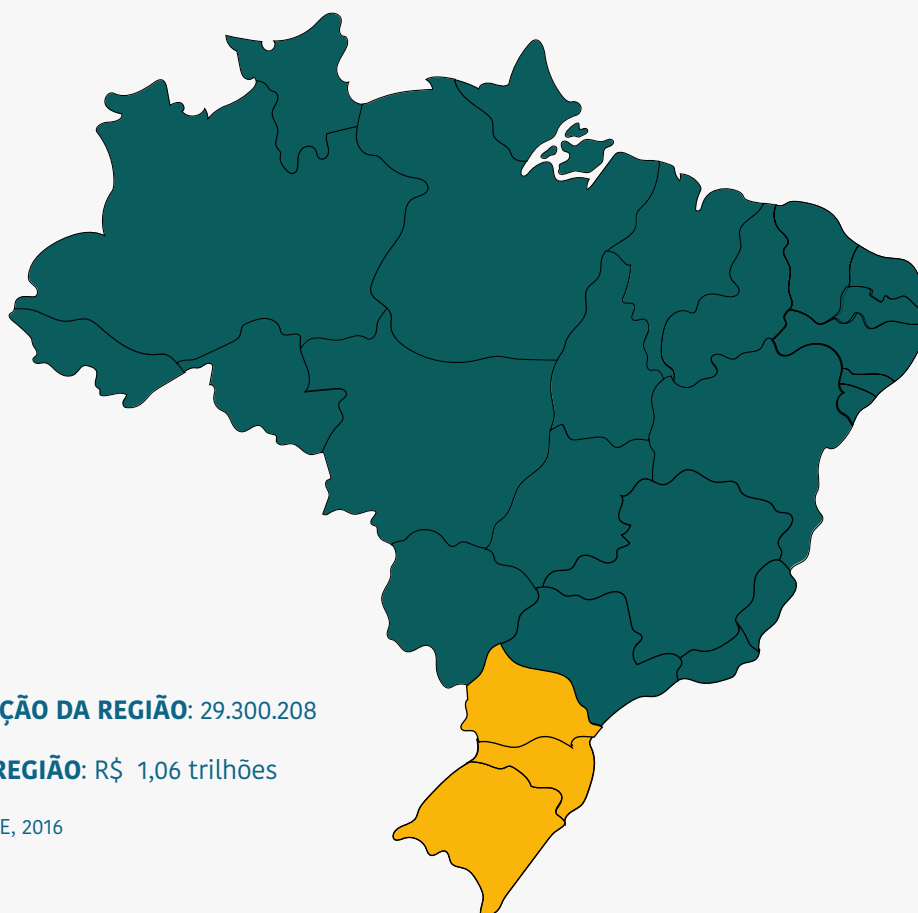 ÇÃO DA REGIÃO: 29.300.208
REGIÃO: R$ 1,06 trilhões
E, 2016